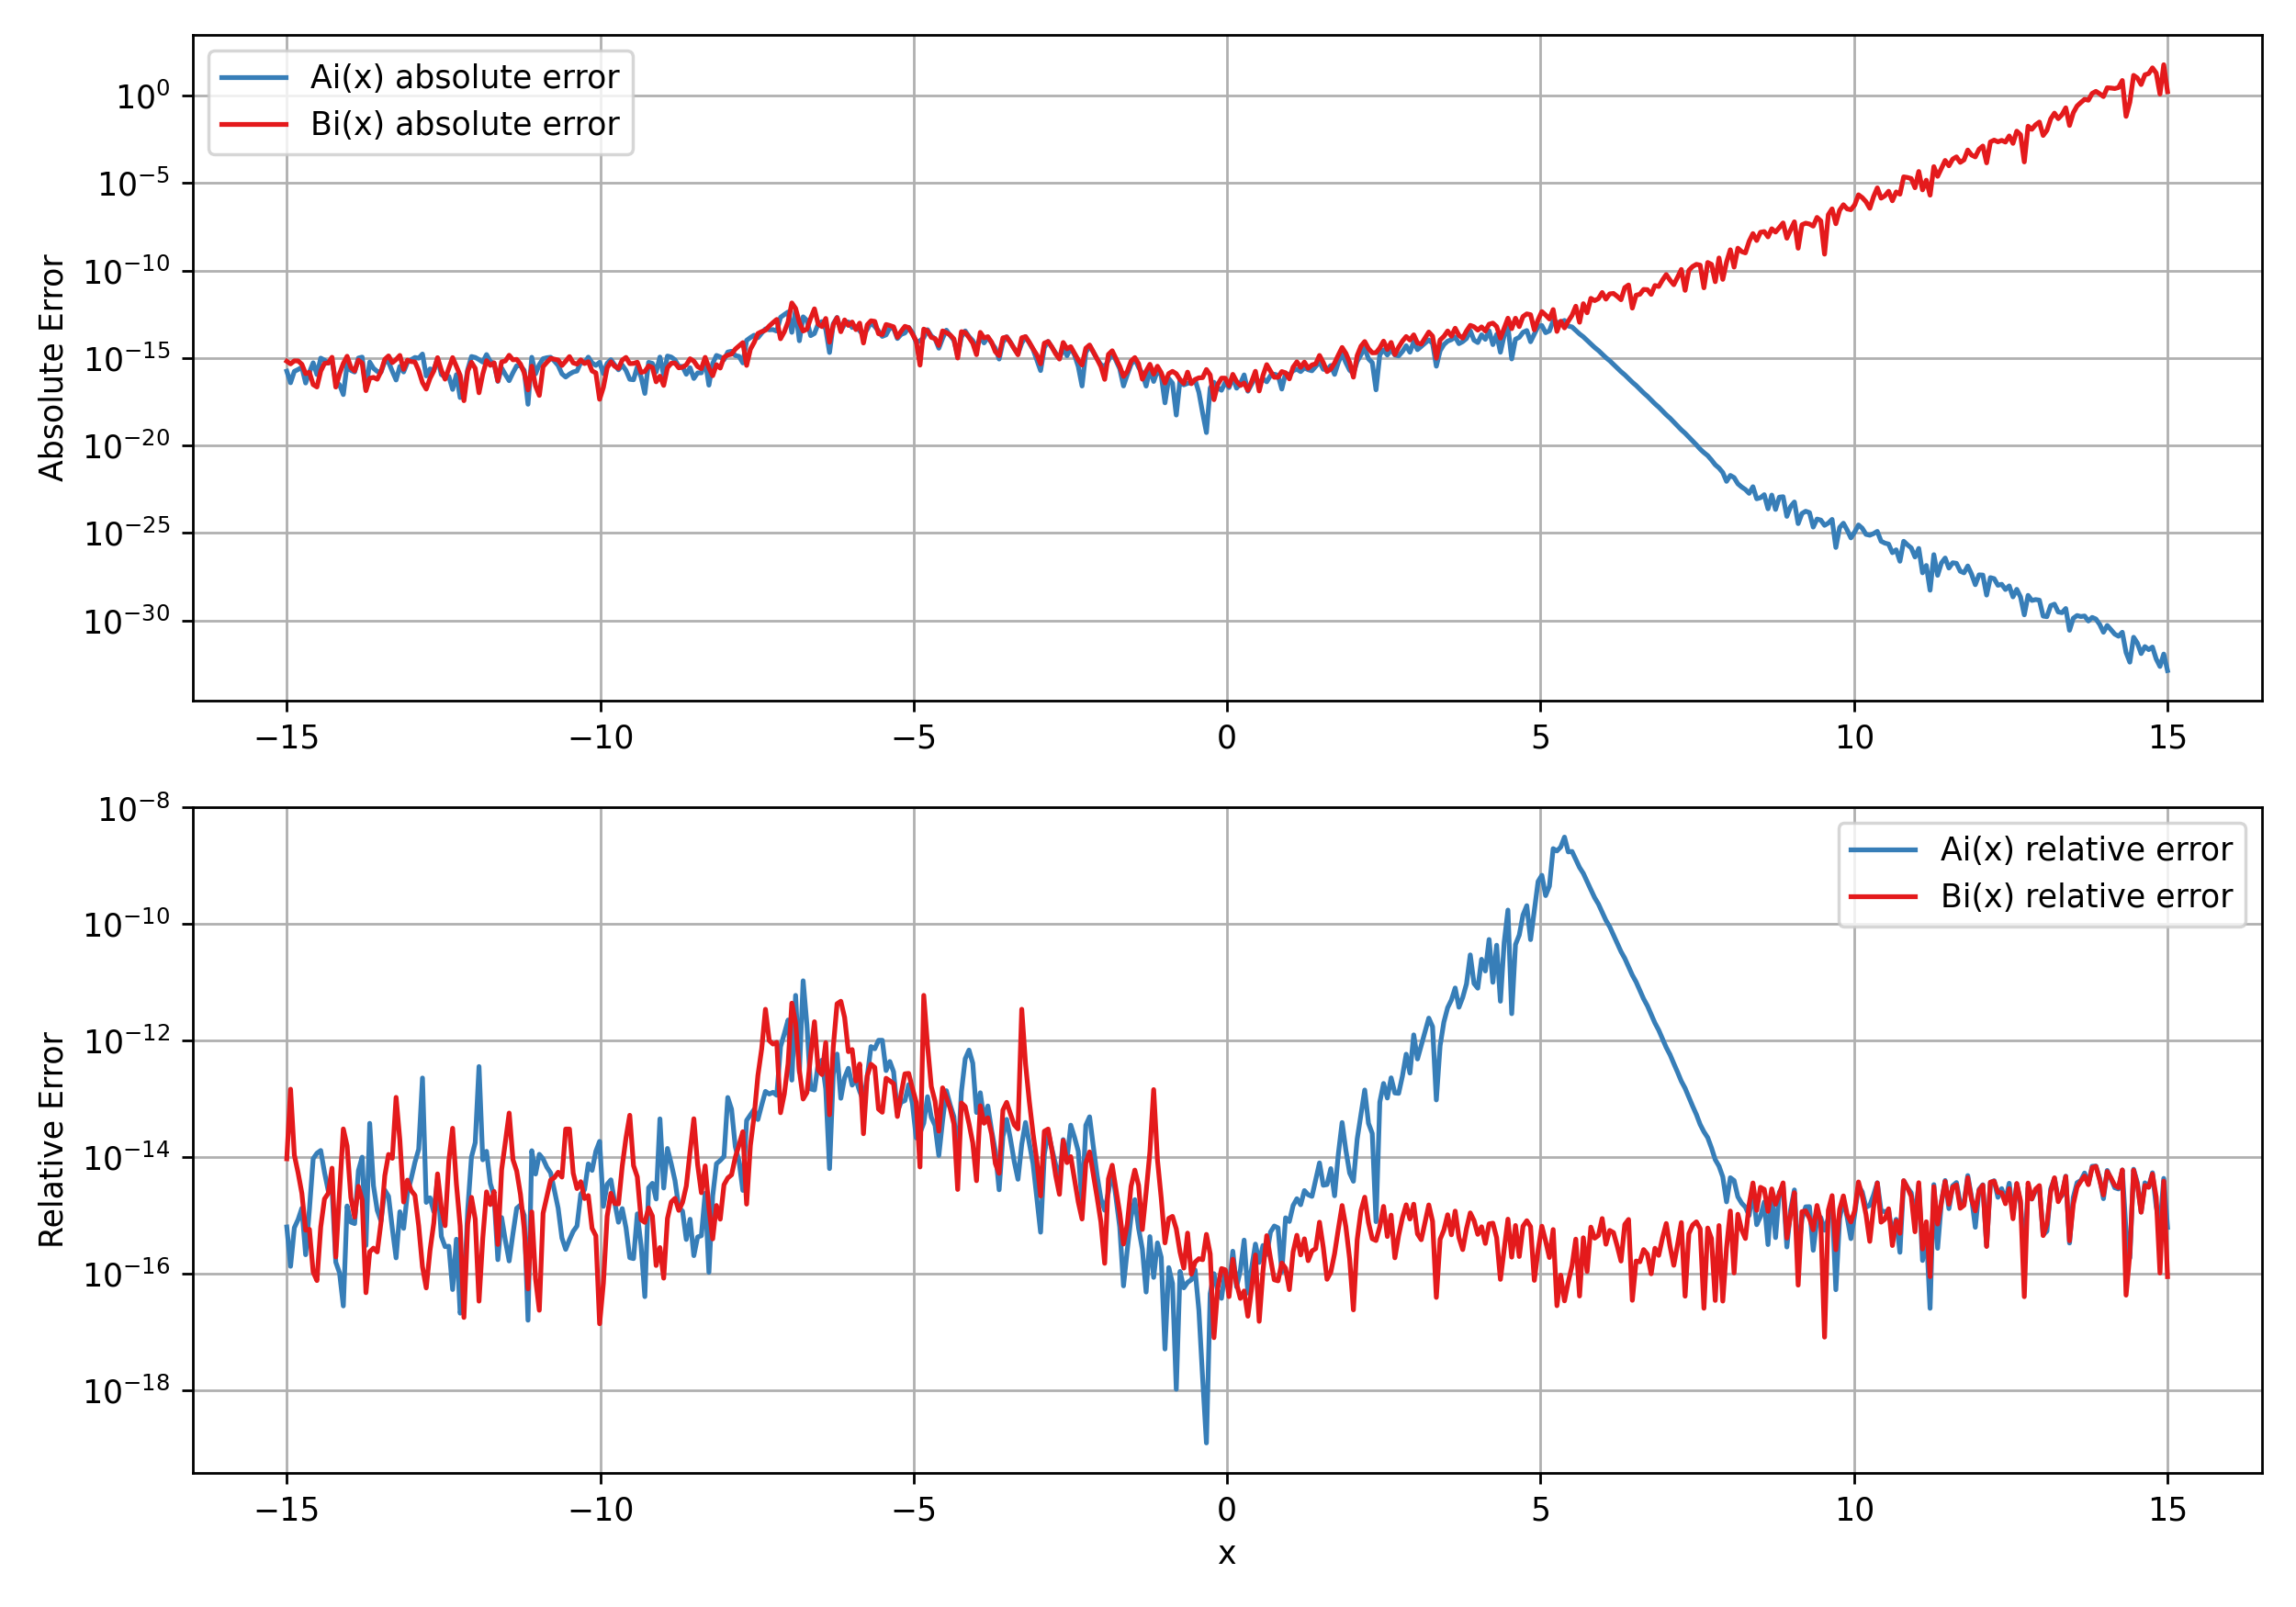 Ai(x) absolute error
Bi(x) absolute error
Absolute Error
10⁰
10⁻⁵
10⁻¹⁰
10⁻¹⁵
10⁻²⁰
10⁻²⁵
10⁻³⁰
−15 −10 −5 0 5 10 15
Ai(x) relative error
Bi(x) relative error
Relative Error
10⁻⁸
10⁻¹⁰
10⁻¹²
10⁻¹⁴
10⁻¹⁶
10⁻¹⁸
−15 −10 −5 0 5 10 15
x